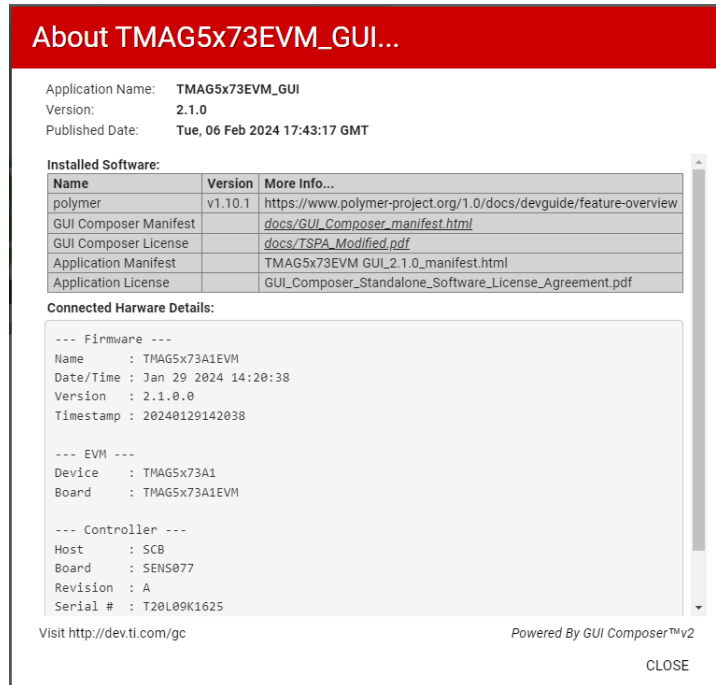 About TMAG5x73EVM_GUI...
Application Name: TMAG5x73EVM_GUI
Version: 2.1.0
Published Date: Tue, 06 Feb 2024 17:43:17 GMT
Installed Software:
Name Version More Info...
polymer v1.10.1 https://www.polymer-project.org/1.0/docs/devguide/feature-overview
GUI Composer Manifest docs/GUI_Composer_manifest.html
GUI Composer License docs/TSPA_Modified.pdf
Application Manifest TMAG5x73EVM GUI_2.1.0_manifest.html
Application License GUI_Composer_Standalone_Software_License_Agreement.pdf
Connected Harware Details:
--- Firmware ---
Name : TMAG5x73A1EVM
Date/Time : Jan 29 2024 14:20:38
Version : 2.1.0.0
Timestamp : 20240129142038
--- EVM ---
Device : TMAG5x73A1
Board : TMAG5x73A1EVM
--- Controller ---
Host : SCB
Board : SENS077
Revision : A
Serial # : T20L09K1625
Visit http://dev.ti.com/gc Powered By GUI Composer™v2
CLOSE